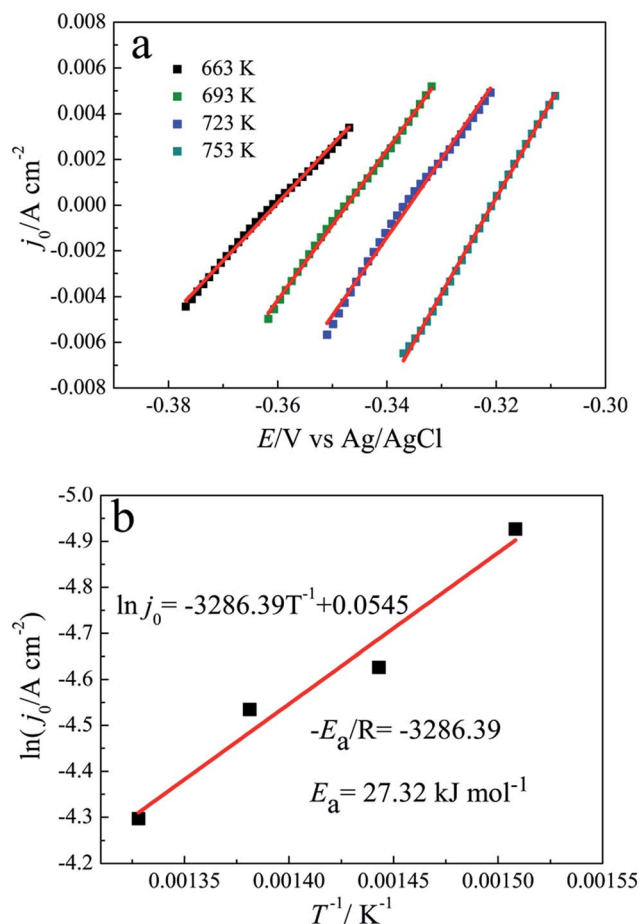 a
663 K
693 K
723 K
753 K
0.008
0.006
0.004
0.002
0.000
-0.002
-0.004
-0.006
-0.008
j₀/A cm⁻²
-0.38 -0.36 -0.34 -0.32 -0.30
E/V vs Ag/AgCl
b
-5.0
-4.9
-4.8
-4.7
-4.6
-4.5
-4.4
-4.3
-4.2
ln(j₀/A cm⁻²)
ln j₀= -3286.39T⁻¹+0.0545
-Eₐ/R= -3286.39
Eₐ= 27.32 kJ mol⁻¹
0.00135 0.00140 0.00145 0.00150 0.00155
T⁻¹/ K⁻¹